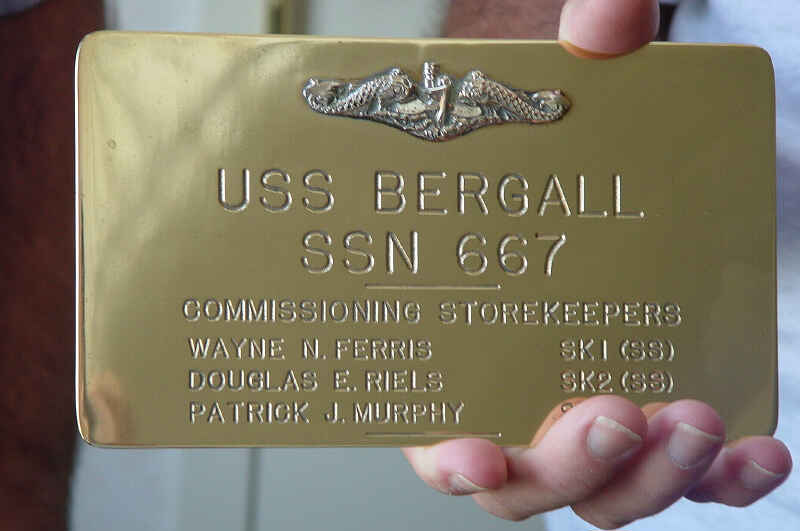 USS BERGALL
SSN 667
COMMISSIONING STOREKEEPERS
WAYNE N. FERRIS SK1 (SS)
DOUGLAS E. RIELS SK2 (SS)
PATRICK J. MURPHY